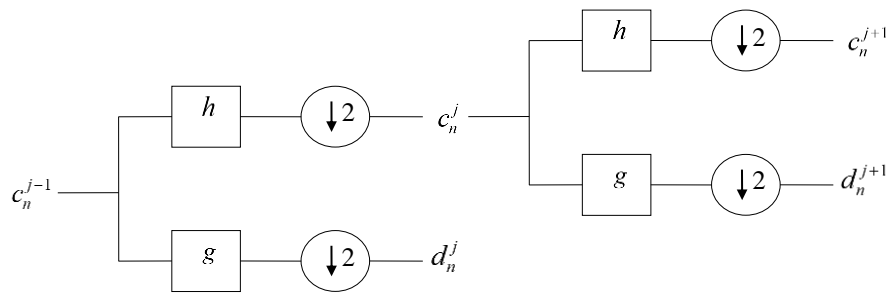 h
↓2
c_n^{j+1}
h
↓2
c_n^j
g
↓2
d_n^{j+1}
c_n^{j-1}
g
↓2
d_n^j